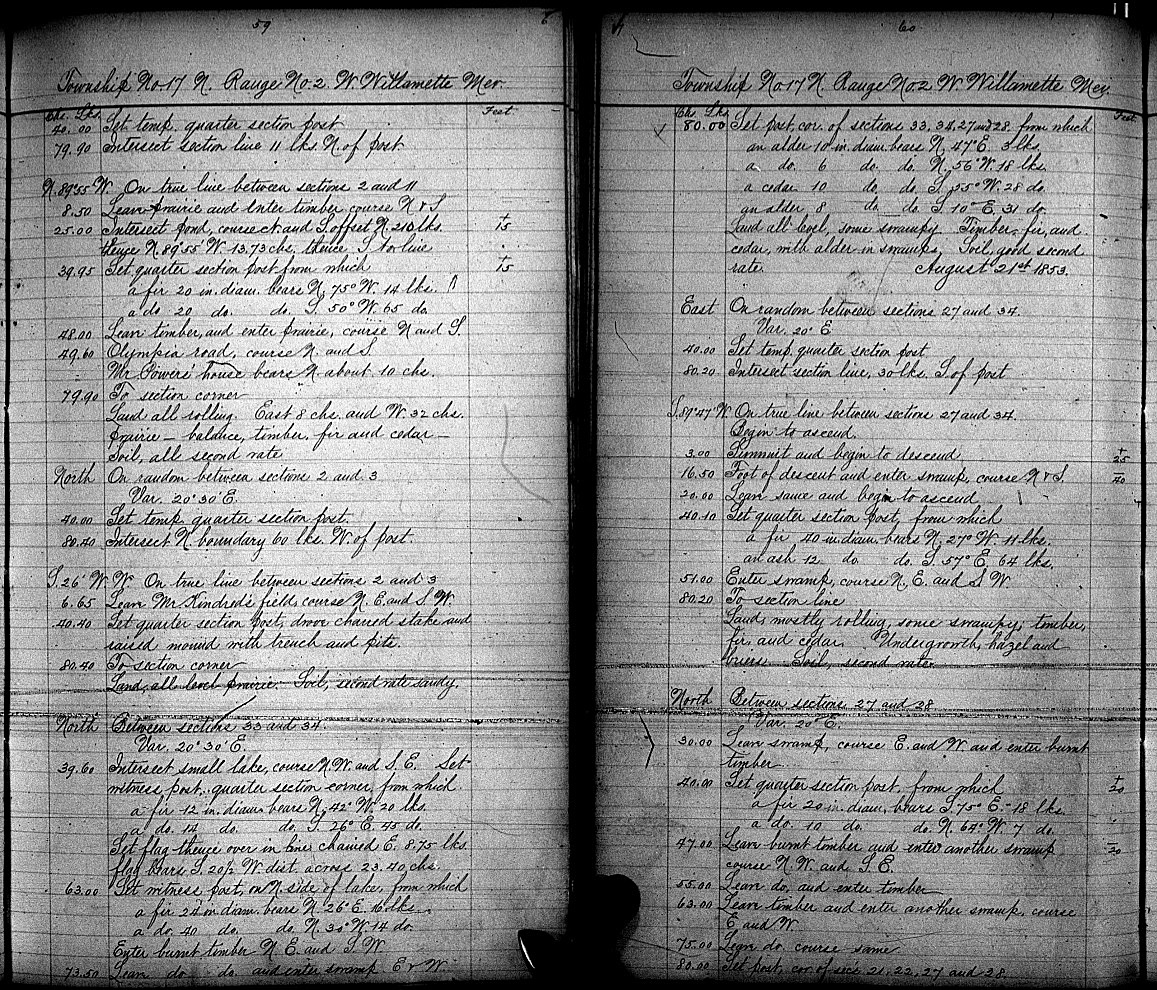 59
Township No. 17 N. Range No. 2 W. Willamette Mer.
Chs. Lks. Feet
40.00 Set temp. quarter section post
79.90 Intersect section line 11 lks. N. of post
N. 89°55' W. On true line between sections 2 and 11
8.50 Leave prairie and enter timber course N & S
25.00 Intersect pond, course N. and S. offset N. 210 lks. + 15
thence N. 89°55' W. 13.73 chs, thence S. to line
39.95 Set quarter section post from which + 15
a fir 20 in. diam. bears N. 75° W. 14 lks.
a do 20 do. do. S. 50° W. 65 do.
48.00 Leave timber, and enter prairie, course N and S.
49.60 Olympia road, course N. and S.
Mr Powers' house bears N. about 10 chs.
79.90 To section corner
Land all rolling East 8 chs. and W. 32 chs.
prairie — balance, timber, fir and cedar —
Soil, all second rate
North On random between sections 2 and 3
Var. 20° 30' E.
40.00 Set temp. quarter section post.
80.40 Intersect N. boundary 60 lks. W. of post
S. 26' W. W. On true line between sections 2 and 3
6.65 Leave Mr. Kindred's field, course N. E. and S. W.
40.40 Set quarter section post, drove charred stake and
raised mound with trench and pits.
80.40 To section corner
Land, all level prairie. Soil, second rate sandy.
North Between sections 33 and 34
Var. 20° 30' E.
39.60 Intersect small lake, course N. W. and S. E. Set
witness post, quarter section corner, from which
a fir 12 in. diam. bears N. 42° W. 20 lks.
a do. 14 do. do. S. 26° E. 45 do.
Set flag thence over in line chained E. 8.75 lks.
flag bears S. 20½ W. dist. across 23.40 chs.
63.00 Set witness post, on N. side of lake, from which
a fir 24 in diam. bears N. 26° E. 16 lks.
a do. 40 do. do. N. 30° W. 14 do.
Enter burnt timber N. E. and S. W.
73.50 Leave do do. and enter swamp E & W.
60
Township No. 17 N. Range No. 2 W. Willamette Mer.
Chs. Lks. Feet
80.00 Set post, cor. of sections 33, 34, 27 and 28 from which
an alder 10 in. diam. bears N. 47° E. 3 lks.
a do. 6 do. do. N. 56° W. 18 lks.
a cedar 10 do. do. S. 55° W. 28 do.
an alder 8 do. do. S. 10° E. 31 do.
Land all level, some swampy. Timber, fir, and
cedar, with alder in swamps, Soil, good second
rate. August 21st 1853.
East On random between sections 27 and 34.
Var. 20° E.
40.00 Set temp. quarter section post
80.20 Intersect section line, 30 lks. S. of post
S. 89°47' W. On true line between sections 27 and 34.
Begin to ascend.
3.00 Summit and begin to descend + 25
16.50 Foot of descent and enter swamp, course N & S. 40
20.00 Leave same and begin to ascend
40.10 Set quarter section post, from which
a fir 40 in. diam. bears N. 27° W. 11 lks.
an ash 12 do. do. S. 57° E. 64 lks.
51.00 Enter swamp, course N. E. and S. W.
80.20 To section line
Land, mostly rolling, some swampy, timber,
fir and cedar. Undergrowth, hazel and
briers. Soil, second rate.
North Between sections 27 and 28
Var. 20° E.
30.00 Leave swamp, course E. and W. and enter burnt
timber
40.00 Set quarter section post, from which + 20
a fir 20 in. diam. bears S. 75° E. 18 lks.
a do. 10 do. do. N. 64° W. 7 do.
47.00 Leave burnt timber and enter another swamp - 20
course N. W. and S. E.
55.00 Leave do, and enter timber
63.00 Leave timber and enter another swamp, course
E and W.
75.00 Leave do course same
80.00 Set post, cor. of secs 21, 22, 27 and 28